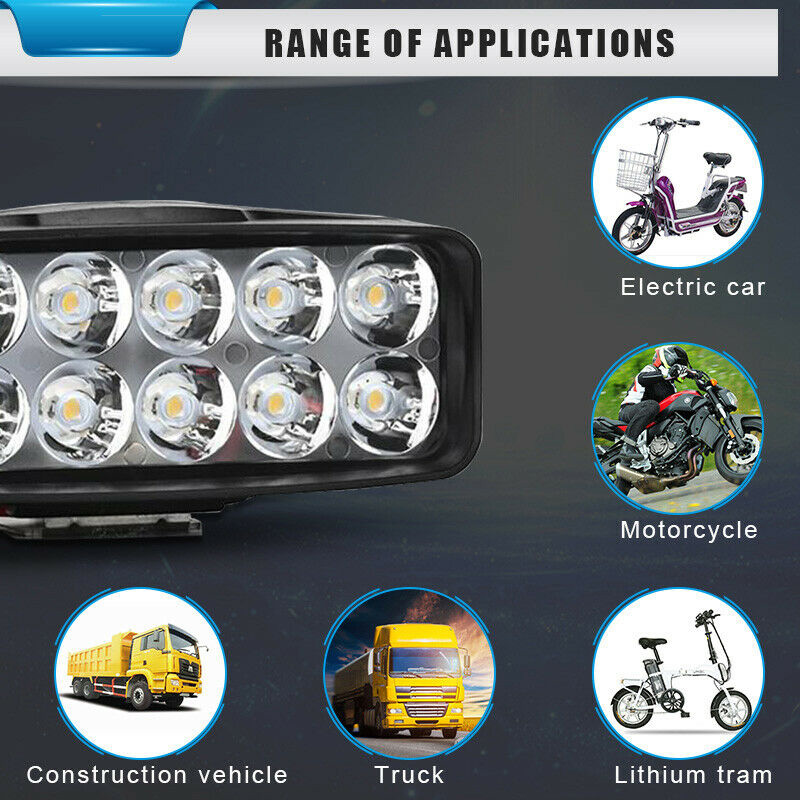 RANGE OF APPLICATIONS
Electric car
Motorcycle
Construction vehicle
Truck
Lithium tram